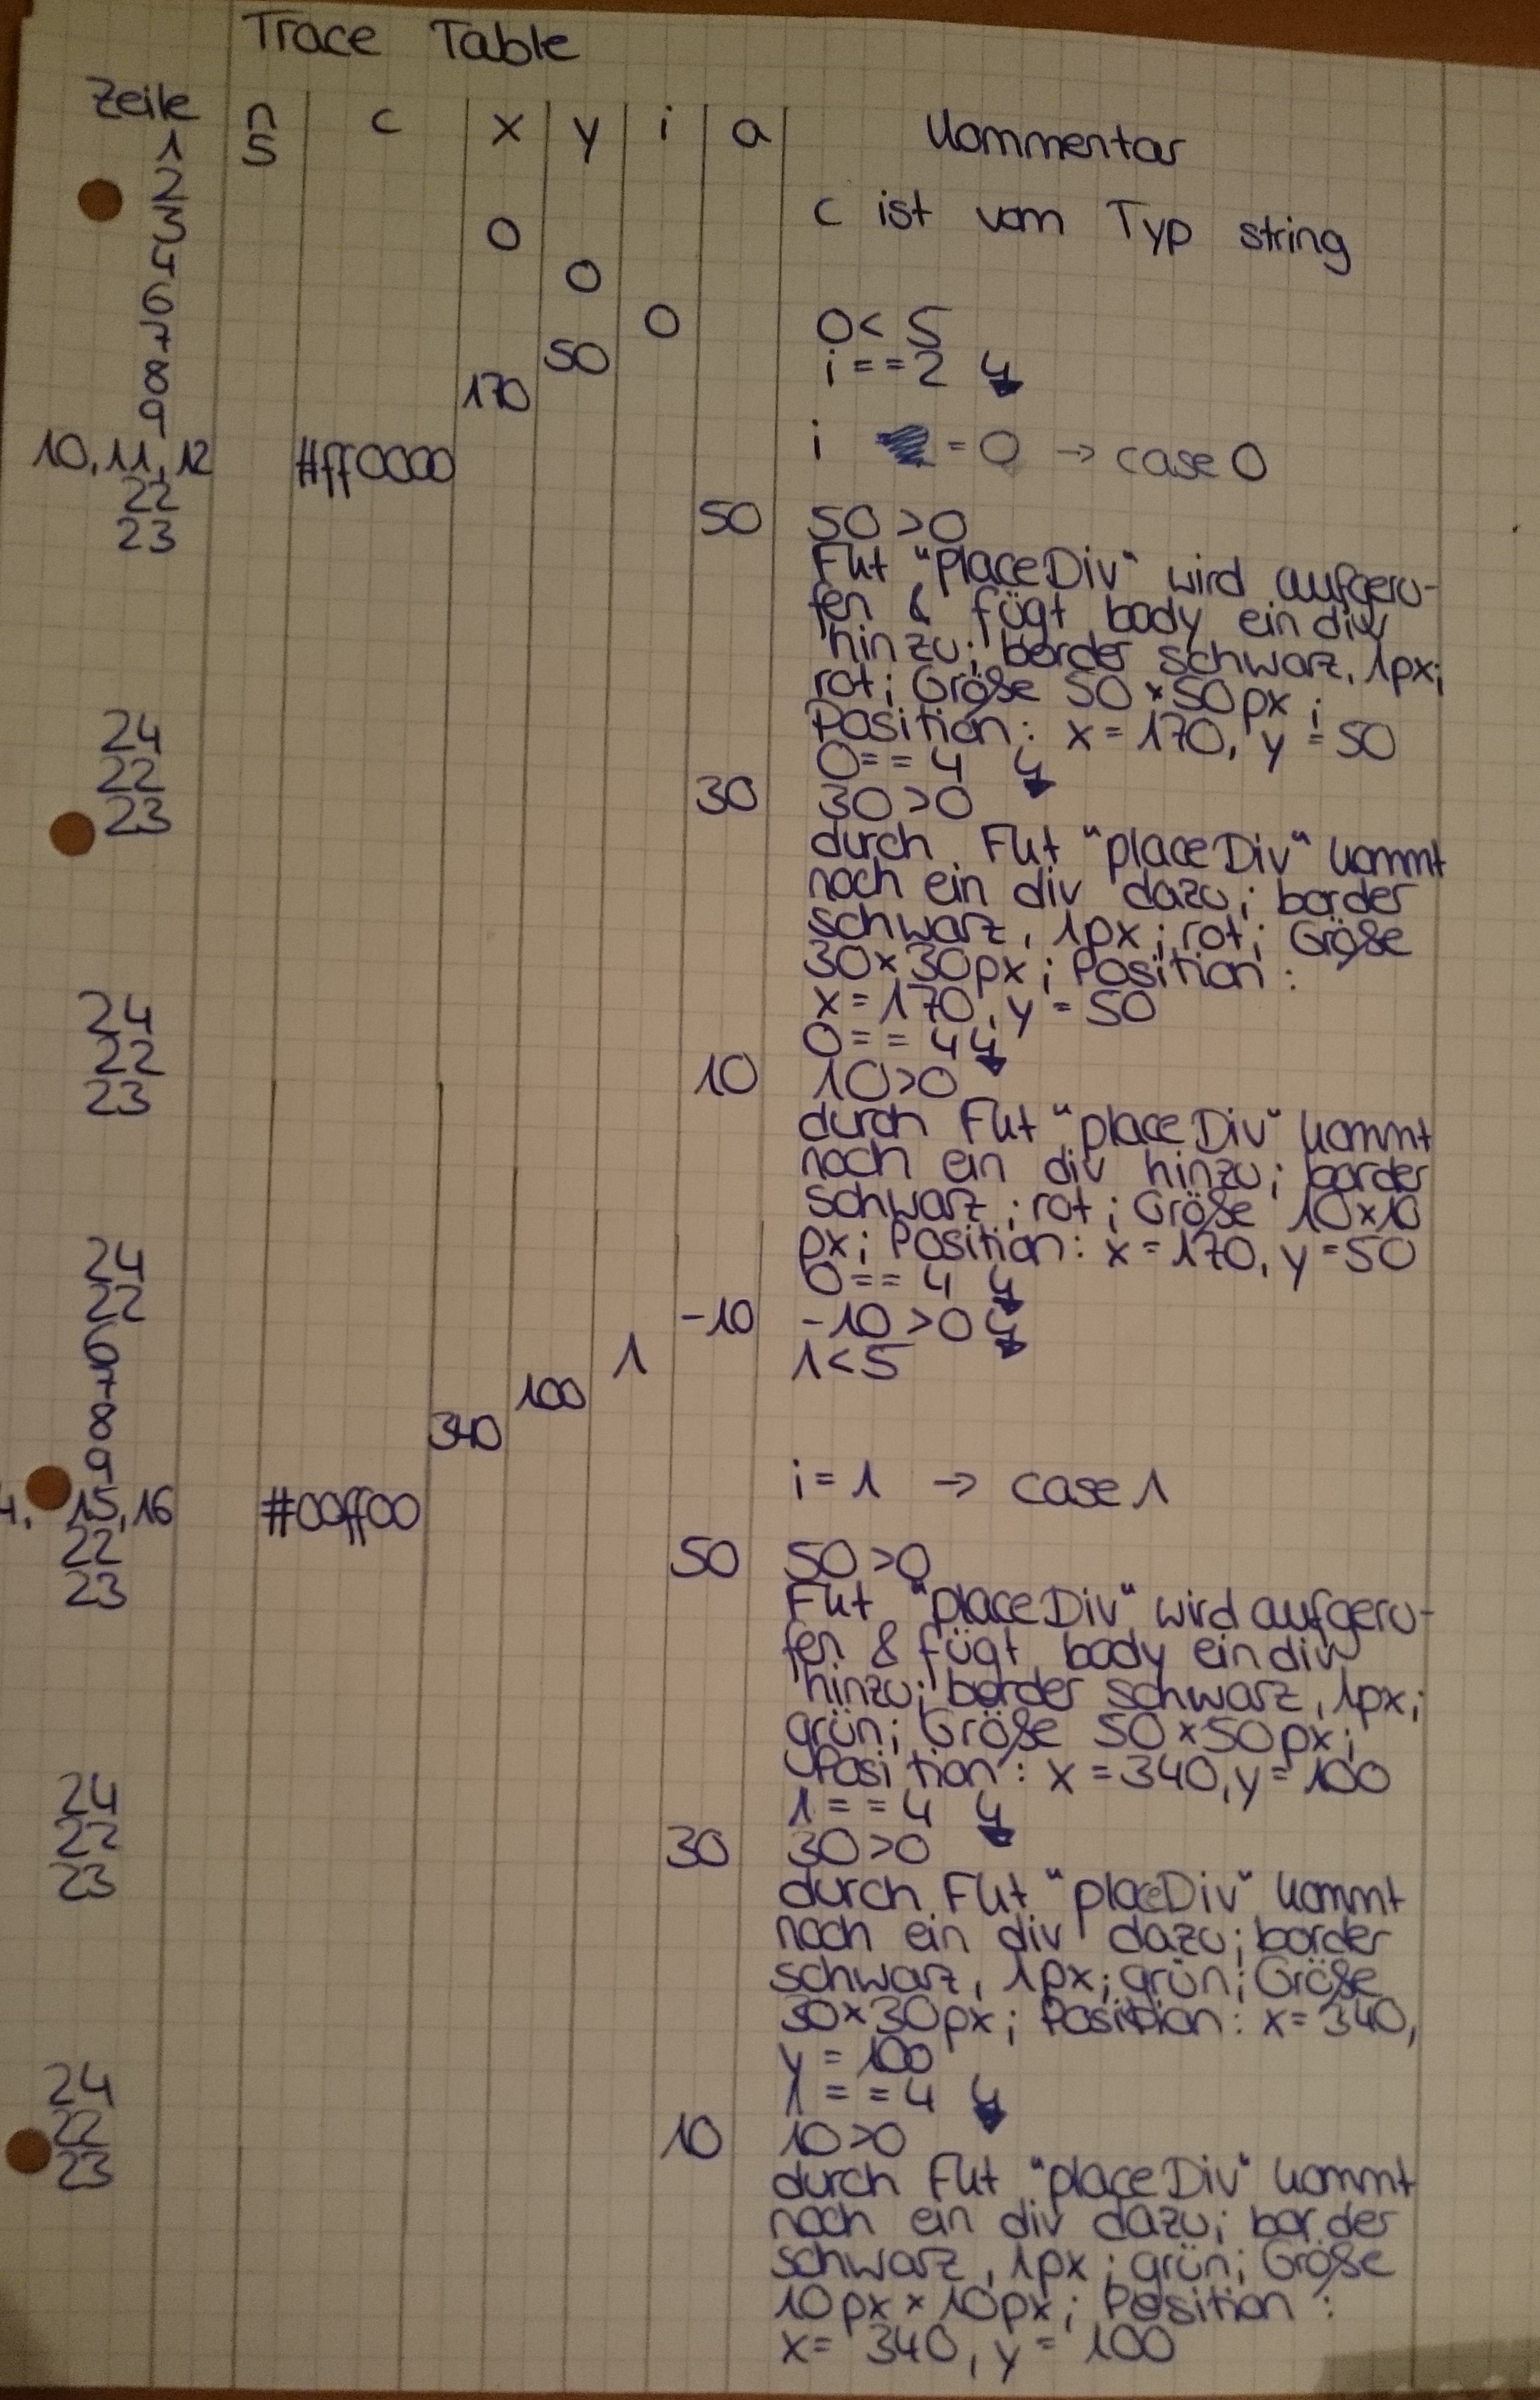 Trace Table
Zeile n c x y i a Kommentar
1 5
2 c ist vom Typ string
3 0
4 0
6 0 0 < 5
7 50 i == 2 ↯
8 170
9 i = 0 → case 0
10, 11, 12 #ff0000
22 50 50 > 0
23 Fkt "placeDiv" wird aufgeru-
fen & fügt body ein div
hinzu; border schwarz, 1px;
rot; Größe 50 × 50px;
Position: x = 170, y = 50
24 0 == 4 ↯
22 30 30 > 0
23 durch Fkt "placeDiv" kommt
noch ein div dazu; border
schwarz, 1px; rot; Größe
30 × 30px; Position:
x = 170, y = 50
24 0 == 4 ↯
22 10 10 > 0
23 durch Fkt "placeDiv" kommt
noch ein div hinzu; border
schwarz; rot; Größe 10 × 10
px; Position: x = 170, y = 50
24 0 == 4 ↯
22 -10 -10 > 0 ↯
6 1 1 < 5
7 100
8 340
9 i = 1 → case 1
15, 16 #00ff00
22 50 50 > 0
23 Fkt "placeDiv" wird aufgeru-
fen & fügt body ein div
hinzu; border schwarz, 1px;
grün; Größe 50 × 50px;
Position: x = 340, y = 100
24 1 == 4 ↯
22 30 30 > 0
23 durch Fkt "placeDiv" kommt
noch ein div dazu; border
schwarz, 1px; grün; Größe
30 × 30px; Position: x = 340,
y = 100
24 1 == 4 ↯
22 10 10 > 0
23 durch Fkt "placeDiv" kommt
noch ein div dazu; border
schwarz, 1px; grün; Größe
10px × 10px; Position:
x = 340, y = 100